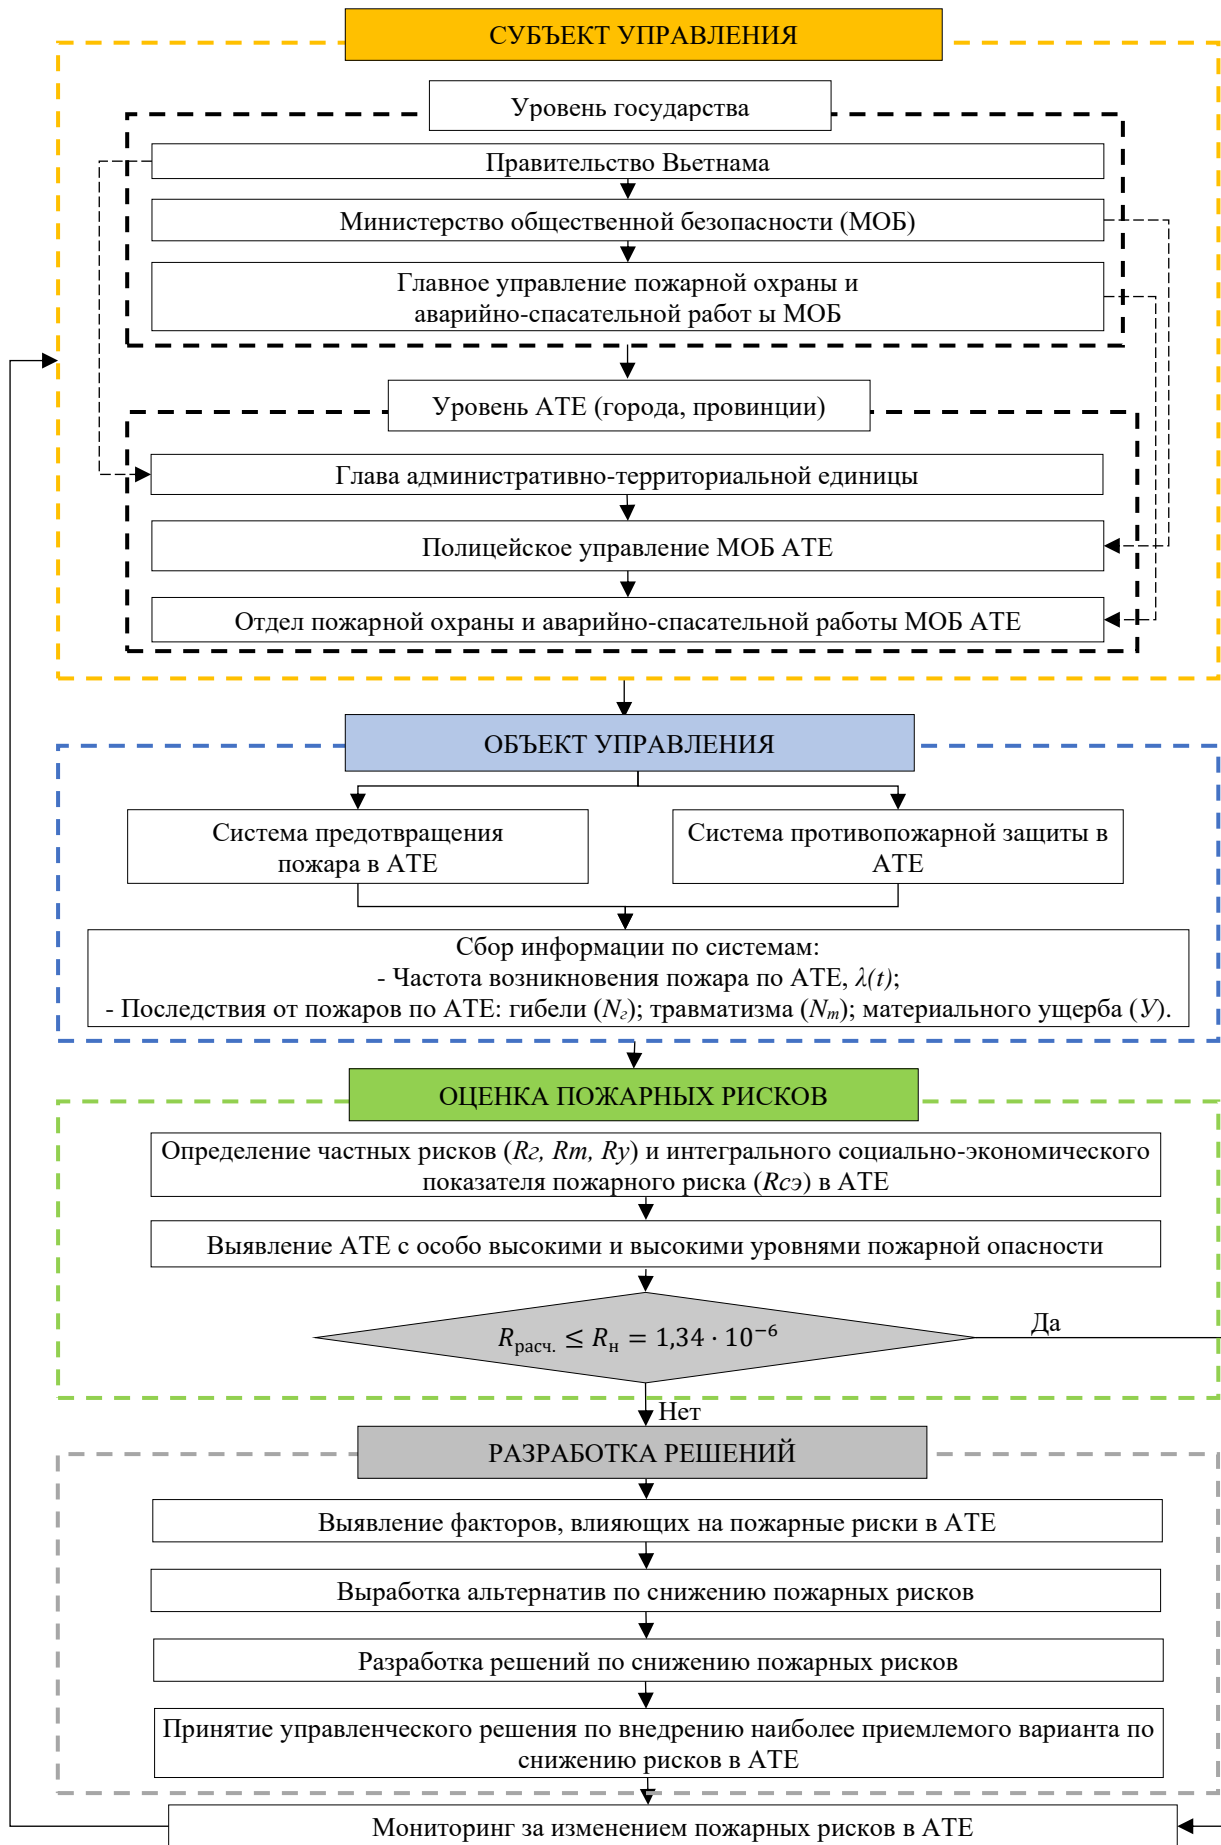 СУБЪЕКТ УПРАВЛЕНИЯ
Уровень государства
Правительство Вьетнама
Министерство общественной безопасности (МОБ)
Главное управление пожарной охраны и
аварийно-спасательной работ ы МОБ
Уровень АТЕ (города, провинции)
Глава административно-территориальной единицы
Полицейское управление МОБ АТЕ
Отдел пожарной охраны и аварийно-спасательной работы МОБ АТЕ
ОБЪЕКТ УПРАВЛЕНИЯ
Система предотвращения
пожара в АТЕ
Система противопожарной защиты в
АТЕ
Сбор информации по системам:
- Частота возникновения пожара по АТЕ, λ(t);
- Последствия от пожаров по АТЕ: гибели (Nг); травматизма (Nт); материального ущерба (У).
ОЦЕНКА ПОЖАРНЫХ РИСКОВ
Определение частных рисков (Rг, Rт, Rу) и интегрального социально-экономического
показателя пожарного риска (Rсэ) в АТЕ
Выявление АТЕ с особо высокими и высокими уровнями пожарной опасности
Rрасч. ≤ Rн = 1,34 · 10⁻⁶
Да
Нет
РАЗРАБОТКА РЕШЕНИЙ
Выявление факторов, влияющих на пожарные риски в АТЕ
Выработка альтернатив по снижению пожарных рисков
Разработка решений по снижению пожарных рисков
Принятие управленческого решения по внедрению наиболее приемлемого варианта по
снижению рисков в АТЕ
Мониторинг за изменением пожарных рисков в АТЕ